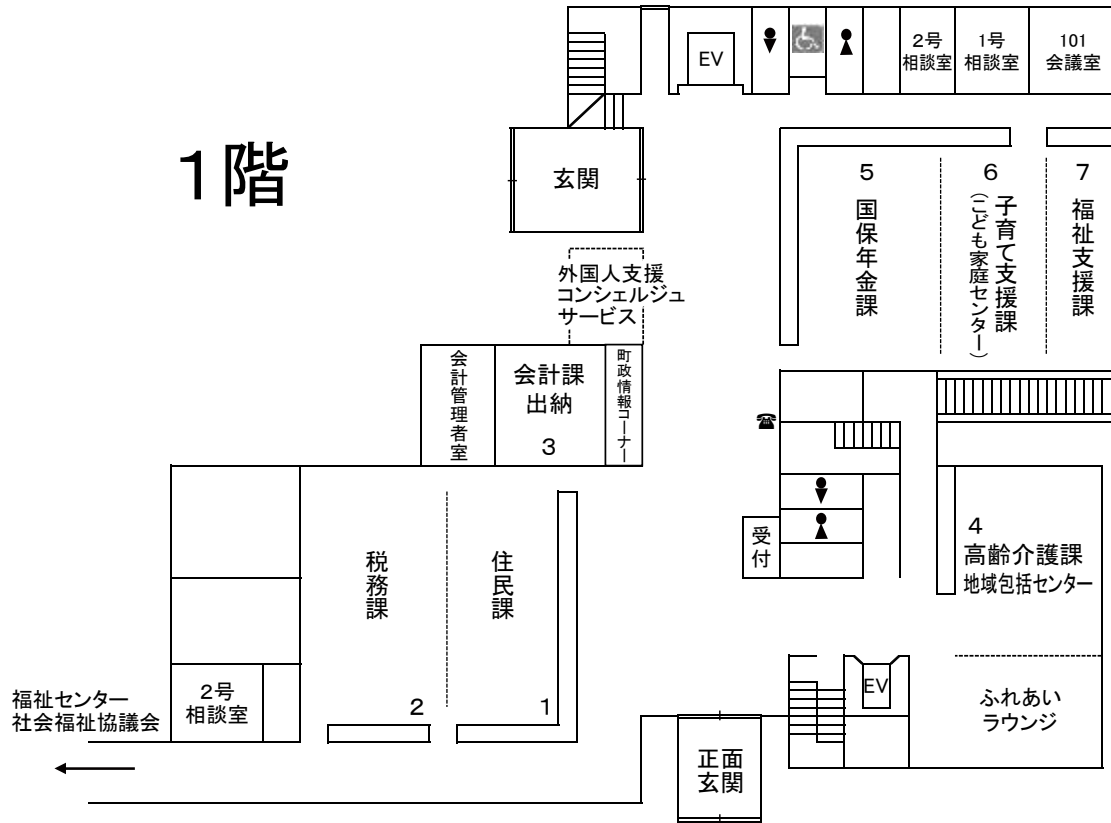 1階
EV
2号
相談室
1号
相談室
101
会議室
玄関
5
国保年金課
6
子育て支援課
(こども家庭センター)
7
福祉支援課
外国人支援
コンシェルジュ
サービス
会計管理者室
会計課
出納
3
町政情報コーナー
受付
4
高齢介護課
地域包括センター
税務課
2
住民課
1
2号
相談室
福祉センター
社会福祉協議会
EV
ふれあい
ラウンジ
正面
玄関